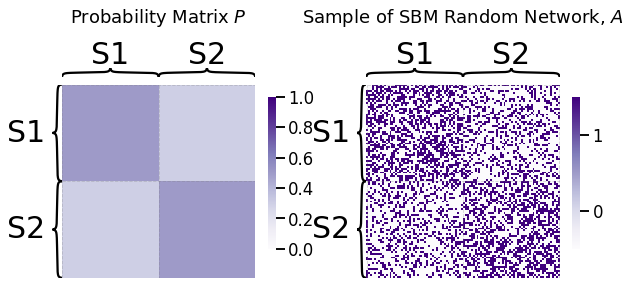 Probability Matrix P
S1 S2
S1
S2
1.0
0.8
0.6
0.4
0.2
0.0
Sample of SBM Random Network, A
S1 S2
S1
S2
1
0